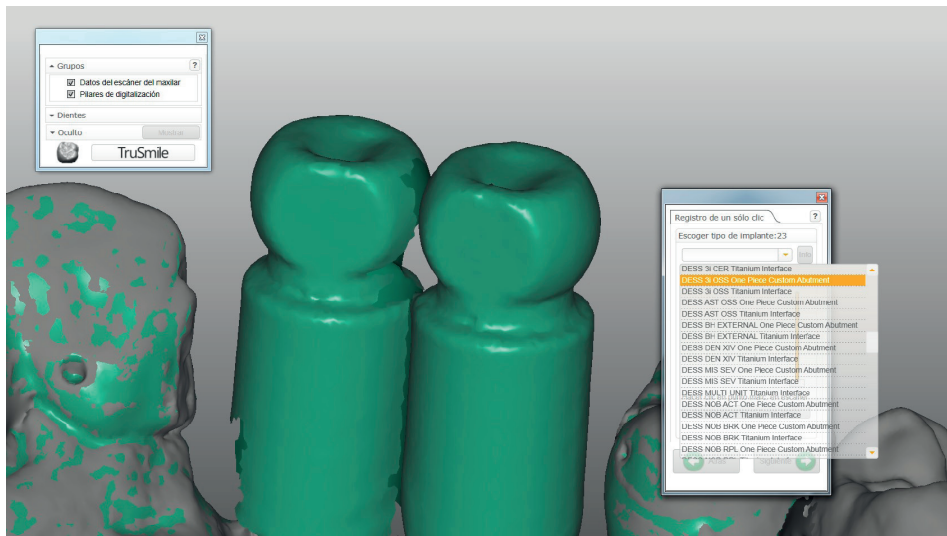 Grupos ?
Datos del escáner del maxilar
Pilares de digitalización
Dientes
Oculto Mostrar
TruSmile
Registro de un sólo clic ?
Escoger tipo de implante:23
Info
DESS 3i CER Titanium Interface
DESS 3i OSS One Piece Custom Abutment
DESS 3i OSS Titanium Interface
DESS AST OSS One Piece Custom Abutment
DESS AST OSS Titanium Interface
DESS BH EXTERNAL One Piece Custom Abutment
DESS BH EXTERNAL Titanium Interface
DESS DEN XIV One Piece Custom Abutment
DESS DEN XIV Titanium Interface
DESS MIS SEV One Piece Custom Abutment
DESS MIS SEV Titanium Interface
DESS MULTI UNIT Titanium Interface
DESS NOB ACT One Piece Custom Abutment
DESS NOB ACT Titanium Interface
DESS NOB BRK One Piece Custom Abutment
DESS NOB BRK Titanium Interface
DESS NOB RPL One Piece Custom Abutment
Atrás Siguiente